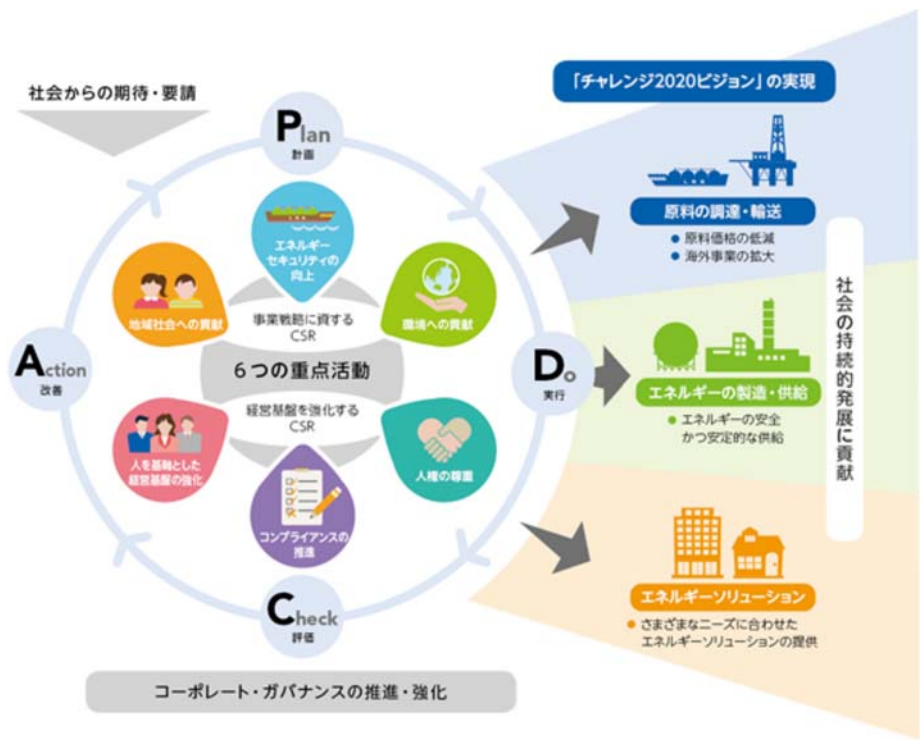 社会からの期待・要請
「チャレンジ2020ビジョン」の実現
Plan
計画
エネルギー
セキュリティの
向上
地域社会への貢献
環境への貢献
事業戦略に資する
CSR
6つの重点活動
経営基盤を強化する
CSR
人を基軸とした
経営基盤の強化
人権の尊重
コンプライアンスの
推進
Action
改善
Do
実行
Check
評価
コーポレート・ガバナンスの推進・強化
原料の調達・輸送
● 原料価格の低減
● 海外事業の拡大
エネルギーの製造・供給
● エネルギーの安全
かつ安定的な供給
エネルギーソリューション
● さまざまなニーズに合わせた
エネルギーソリューションの提供
社会の持続的発展に貢献